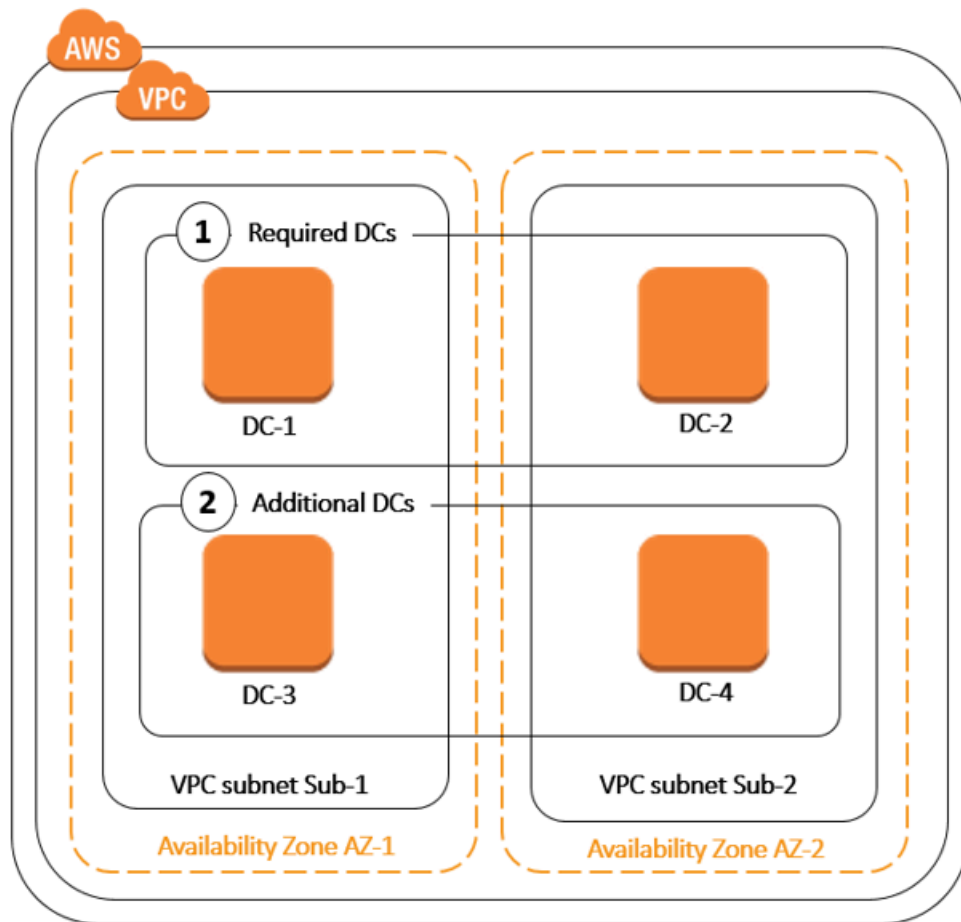 AWS
VPC
1 Required DCs
DC-1
DC-2
2 Additional DCs
DC-3
DC-4
VPC subnet Sub-1
VPC subnet Sub-2
Availability Zone AZ-1
Availability Zone AZ-2